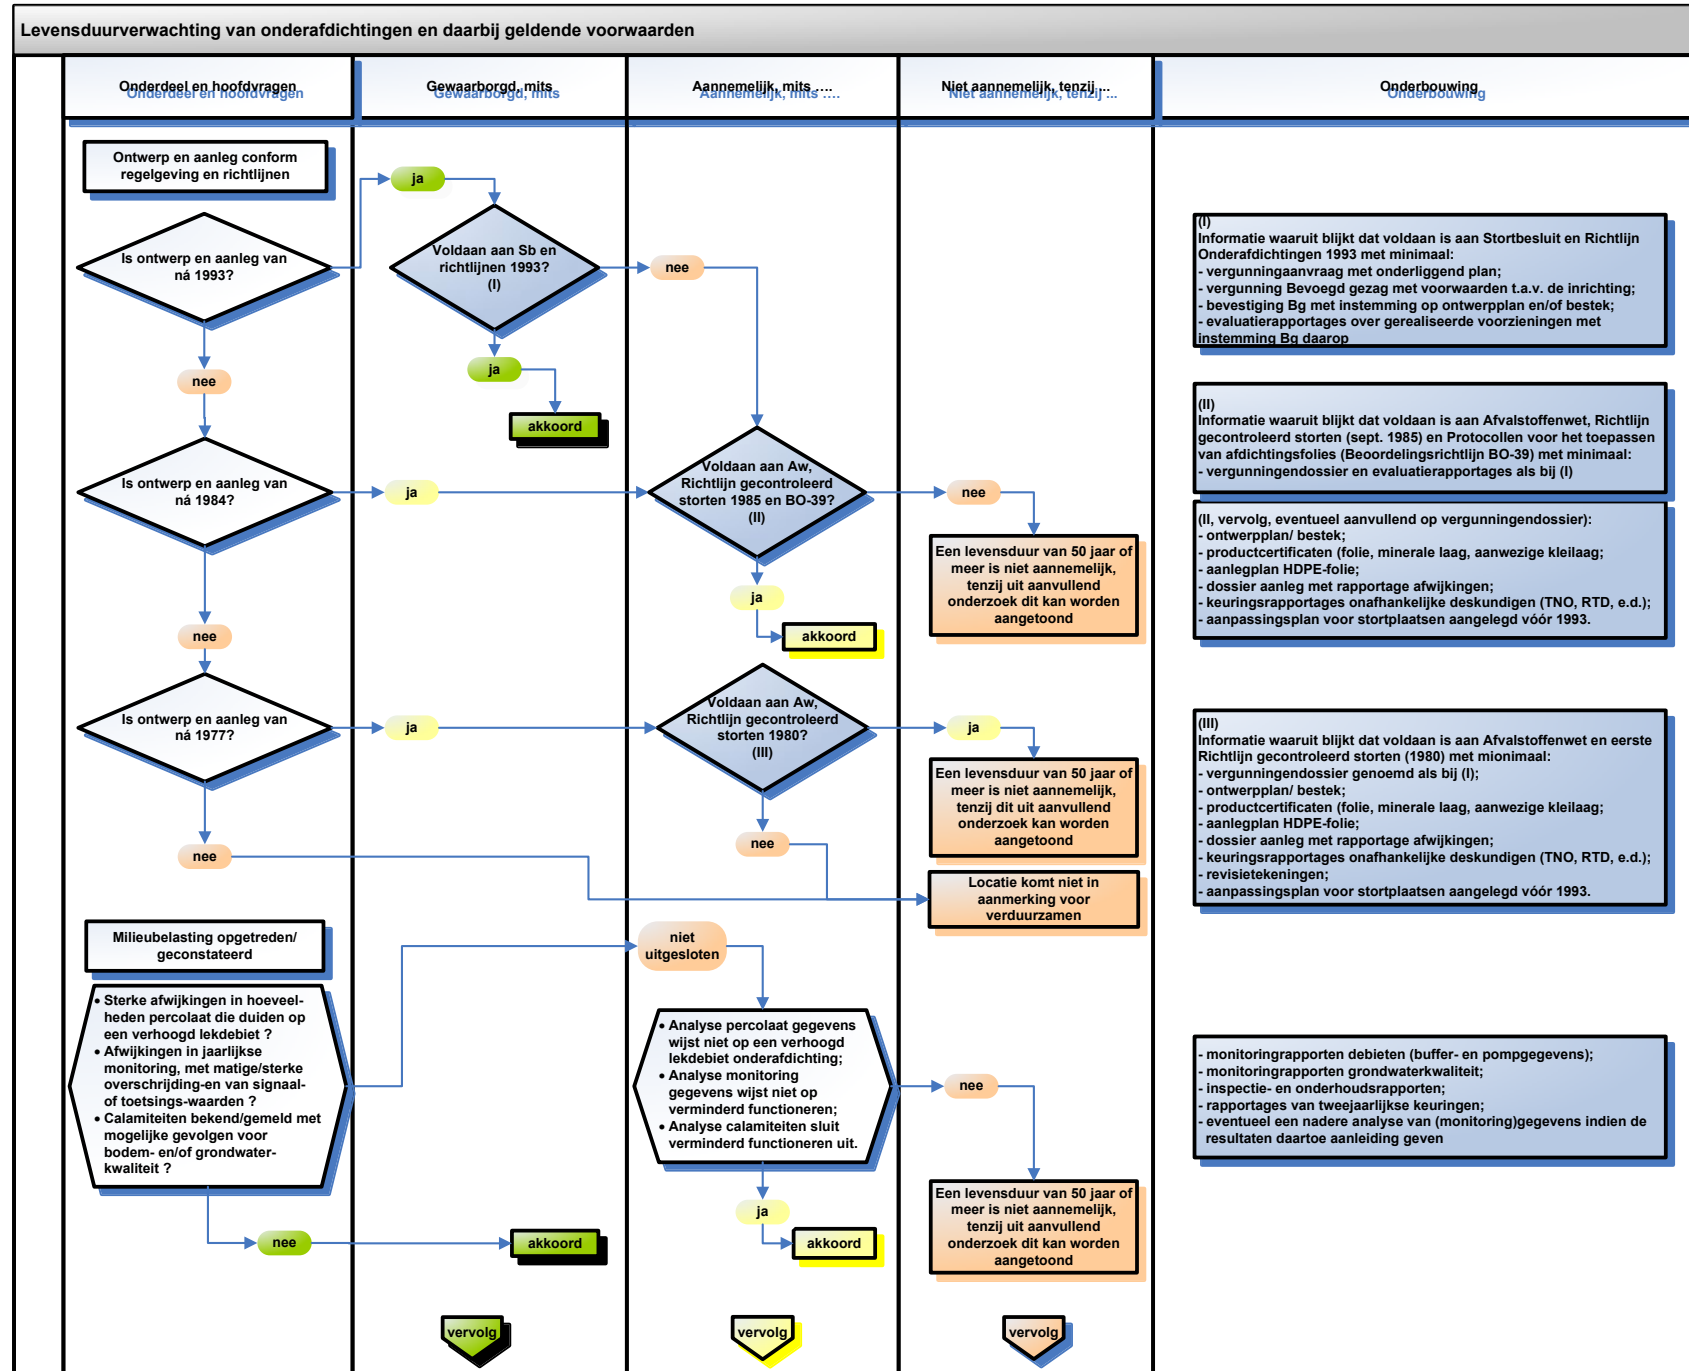 Levensduurverwachting van onderafdichtingen en daarbij geldende voorwaarden
Onderdeel en hoofdvragen
Gewaarborgd, mits
Aannemelijk, mits ….
Niet aannemelijk, tenzij ...
Onderbouwing
Ontwerp en aanleg conform
regelgeving en richtlijnen
Is ontwerp en aanleg van
ná 1993?
ja
Voldaan aan Sb en
richtlijnen 1993?
(I)
nee
ja
akkoord
nee
Is ontwerp en aanleg van
ná 1984?
ja
Voldaan aan Aw,
Richtlijn gecontroleerd
storten 1985 en BO-39?
(II)
nee
Een levensduur van 50 jaar of
meer is niet aannemelijk,
tenzij uit aanvullend
onderzoek dit kan worden
aangetoond
ja
akkoord
nee
Is ontwerp en aanleg van
ná 1977?
ja
Voldaan aan Aw,
Richtlijn gecontroleerd
storten 1980?
(III)
ja
Een levensduur van 50 jaar of
meer is niet aannemelijk,
tenzij dit uit aanvullend
onderzoek kan worden
aangetoond
nee
nee
Locatie komt niet in
aanmerking voor
verduurzamen
Milieubelasting opgetreden/
geconstateerd
niet
uitgesloten
• Sterke afwijkingen in hoeveel-
heden percolaat die duiden op
een verhoogd lekdebiet ?
• Afwijkingen in jaarlijkse
monitoring, met matige/sterke
overschrijding-en van signaal-
of toetsings-waarden ?
• Calamiteiten bekend/gemeld met
mogelijke gevolgen voor
bodem- en/of grondwater-
kwaliteit ?
• Analyse percolaat gegevens
wijst niet op een verhoogd
lekdebiet onderafdichting;
• Analyse monitoring
gegevens wijst niet op
verminderd functioneren;
• Analyse calamiteiten sluit
verminderd functioneren uit.
nee
Een levensduur van 50 jaar of
meer is niet aannemelijk,
tenzij uit aanvullend
onderzoek dit kan worden
aangetoond
ja
akkoord
nee
akkoord
vervolg
vervolg
vervolg
(I)
Informatie waaruit blijkt dat voldaan is aan Stortbesluit en Richtlijn
Onderafdichtingen 1993 met minimaal:
- vergunningaanvraag met onderliggend plan;
- vergunning Bevoegd gezag met voorwaarden t.a.v. de inrichting;
- bevestiging Bg met instemming op ontwerpplan en/of bestek;
- evaluatierapportages over gerealiseerde voorzieningen met
instemming Bg daarop
(II)
Informatie waaruit blijkt dat voldaan is aan Afvalstoffenwet, Richtlijn
gecontroleerd storten (sept. 1985) en Protocollen voor het toepassen
van afdichtingsfolies (Beoordelingsrichtlijn BO-39) met minimaal:
- vergunningendossier en evaluatierapportages als bij (I)
(II, vervolg, eventueel aanvullend op vergunningendossier):
- ontwerpplan/ bestek;
- productcertificaten (folie, minerale laag, aanwezige kleilaag;
- aanlegplan HDPE-folie;
- dossier aanleg met rapportage afwijkingen;
- keuringsrapportages onafhankelijke deskundigen (TNO, RTD, e.d.);
- aanpassingsplan voor stortplaatsen aangelegd vóór 1993.
(III)
Informatie waaruit blijkt dat voldaan is aan Afvalstoffenwet en eerste
Richtlijn gecontroleerd storten (1980) met mionimaal:
- vergunningendossier genoemd als bij (I);
- ontwerpplan/ bestek;
- productcertificaten (folie, minerale laag, aanwezige kleilaag;
- aanlegplan HDPE-folie;
- dossier aanleg met rapportage afwijkingen;
- keuringsrapportages onafhankelijke deskundigen (TNO, RTD, e.d.);
- revisietekeningen;
- aanpassingsplan voor stortplaatsen aangelegd vóór 1993.
- monitoringrapporten debieten (buffer- en pompgegevens);
- monitoringrapporten grondwaterkwaliteit;
- inspectie- en onderhoudsrapporten;
- rapportages van tweejaarlijkse keuringen;
- eventueel een nadere analyse van (monitoring)gegevens indien de
resultaten daartoe aanleiding geven